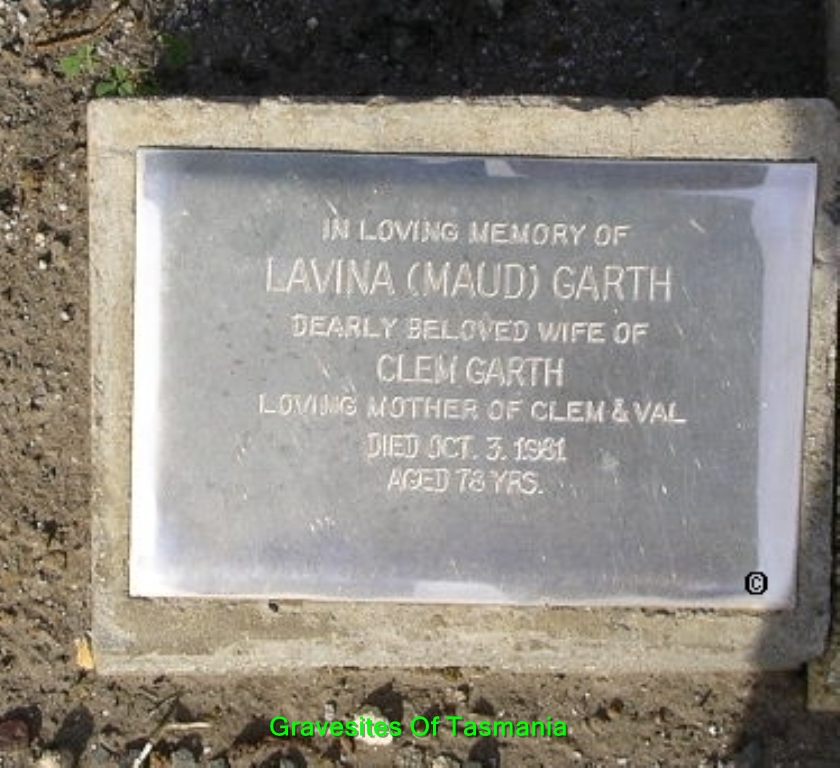 IN LOVING MEMORY OF
LAVINA (MAUD) GARTH
DEARLY BELOVED WIFE OF
CLEM GARTH
LOVING MOTHER OF CLEM & VAL
DIED OCT. 3. 1981
AGED 78 YRS.
©
Gravesites Of Tasmania